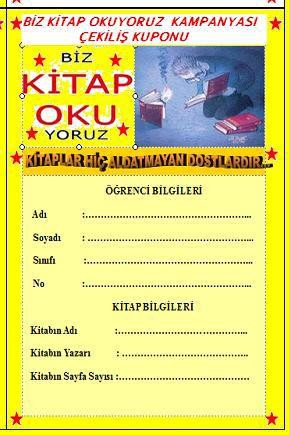 BİZ KİTAP OKUYORUZ KAMPANYASI
ÇEKİLİŞ KUPONU
BİZ
KİTAP
OKU
YORUZ
KİTAPLAR HİÇ ALDATMAYAN DOSTLARDIR...
ÖĞRENCİ BİLGİLERİ
Adı :.......................................................
Soyadı : ......................................................
Sınıfı :.......................................................
No :.......................................................
KİTAP BİLGİLERİ
Kitabın Adı :..........................................
Kitabın Yazarı :..........................................
Kitabın Sayfa Sayısı :..........................................